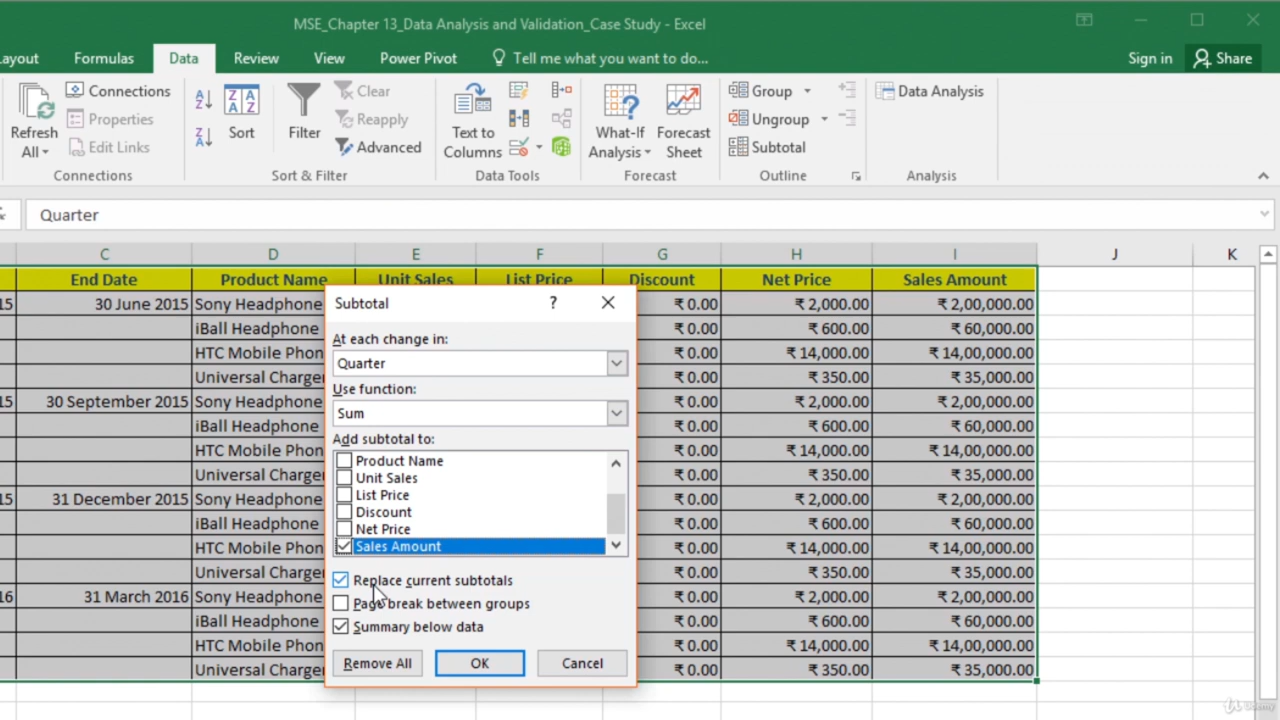 MSE_Chapter 13_Data Analysis and Validation_Case Study - Excel
ayout Formulas Data Review View Power Pivot Tell me what you want to do... Sign in Share
Refresh All
Connections
Properties
Edit Links
Connections
Sort
Filter
Clear
Reapply
Advanced
Sort & Filter
Text to Columns
Data Tools
What-If Analysis
Forecast Sheet
Forecast
Group
Ungroup
Subtotal
Outline
Data Analysis
Analysis
Quarter
C D E F G H I J K
End Date Product Name Unit Sales List Price Discount Net Price Sales Amount
15 30 June 2015 Sony Headphone ₹ 0.00 ₹ 2,000.00 ₹ 2,00,000.00
iBall Headphone ₹ 0.00 ₹ 600.00 ₹ 60,000.00
HTC Mobile Phon ₹ 0.00 ₹ 14,000.00 ₹ 14,00,000.00
Universal Charger ₹ 0.00 ₹ 350.00 ₹ 35,000.00
15 30 September 2015 Sony Headphone ₹ 0.00 ₹ 2,000.00 ₹ 2,00,000.00
iBall Headphone ₹ 0.00 ₹ 600.00 ₹ 60,000.00
HTC Mobile Phon ₹ 0.00 ₹ 14,000.00 ₹ 14,00,000.00
Universal Charger ₹ 0.00 ₹ 350.00 ₹ 35,000.00
15 31 December 2015 Sony Headphone ₹ 0.00 ₹ 2,000.00 ₹ 2,00,000.00
iBall Headphone ₹ 0.00 ₹ 600.00 ₹ 60,000.00
HTC Mobile Phon ₹ 0.00 ₹ 14,000.00 ₹ 14,00,000.00
Universal Charger ₹ 0.00 ₹ 350.00 ₹ 35,000.00
16 31 March 2016 Sony Headphone ₹ 0.00 ₹ 2,000.00 ₹ 2,00,000.00
iBall Headphone ₹ 0.00 ₹ 600.00 ₹ 60,000.00
HTC Mobile Phon ₹ 0.00 ₹ 14,000.00 ₹ 14,00,000.00
Universal Charger ₹ 0.00 ₹ 350.00 ₹ 35,000.00
Subtotal ?
At each change in:
Quarter
Use function:
Sum
Add subtotal to:
Product Name
Unit Sales
List Price
Discount
Net Price
Sales Amount
Replace current subtotals
Page break between groups
Summary below data
Remove All OK Cancel
Udemy